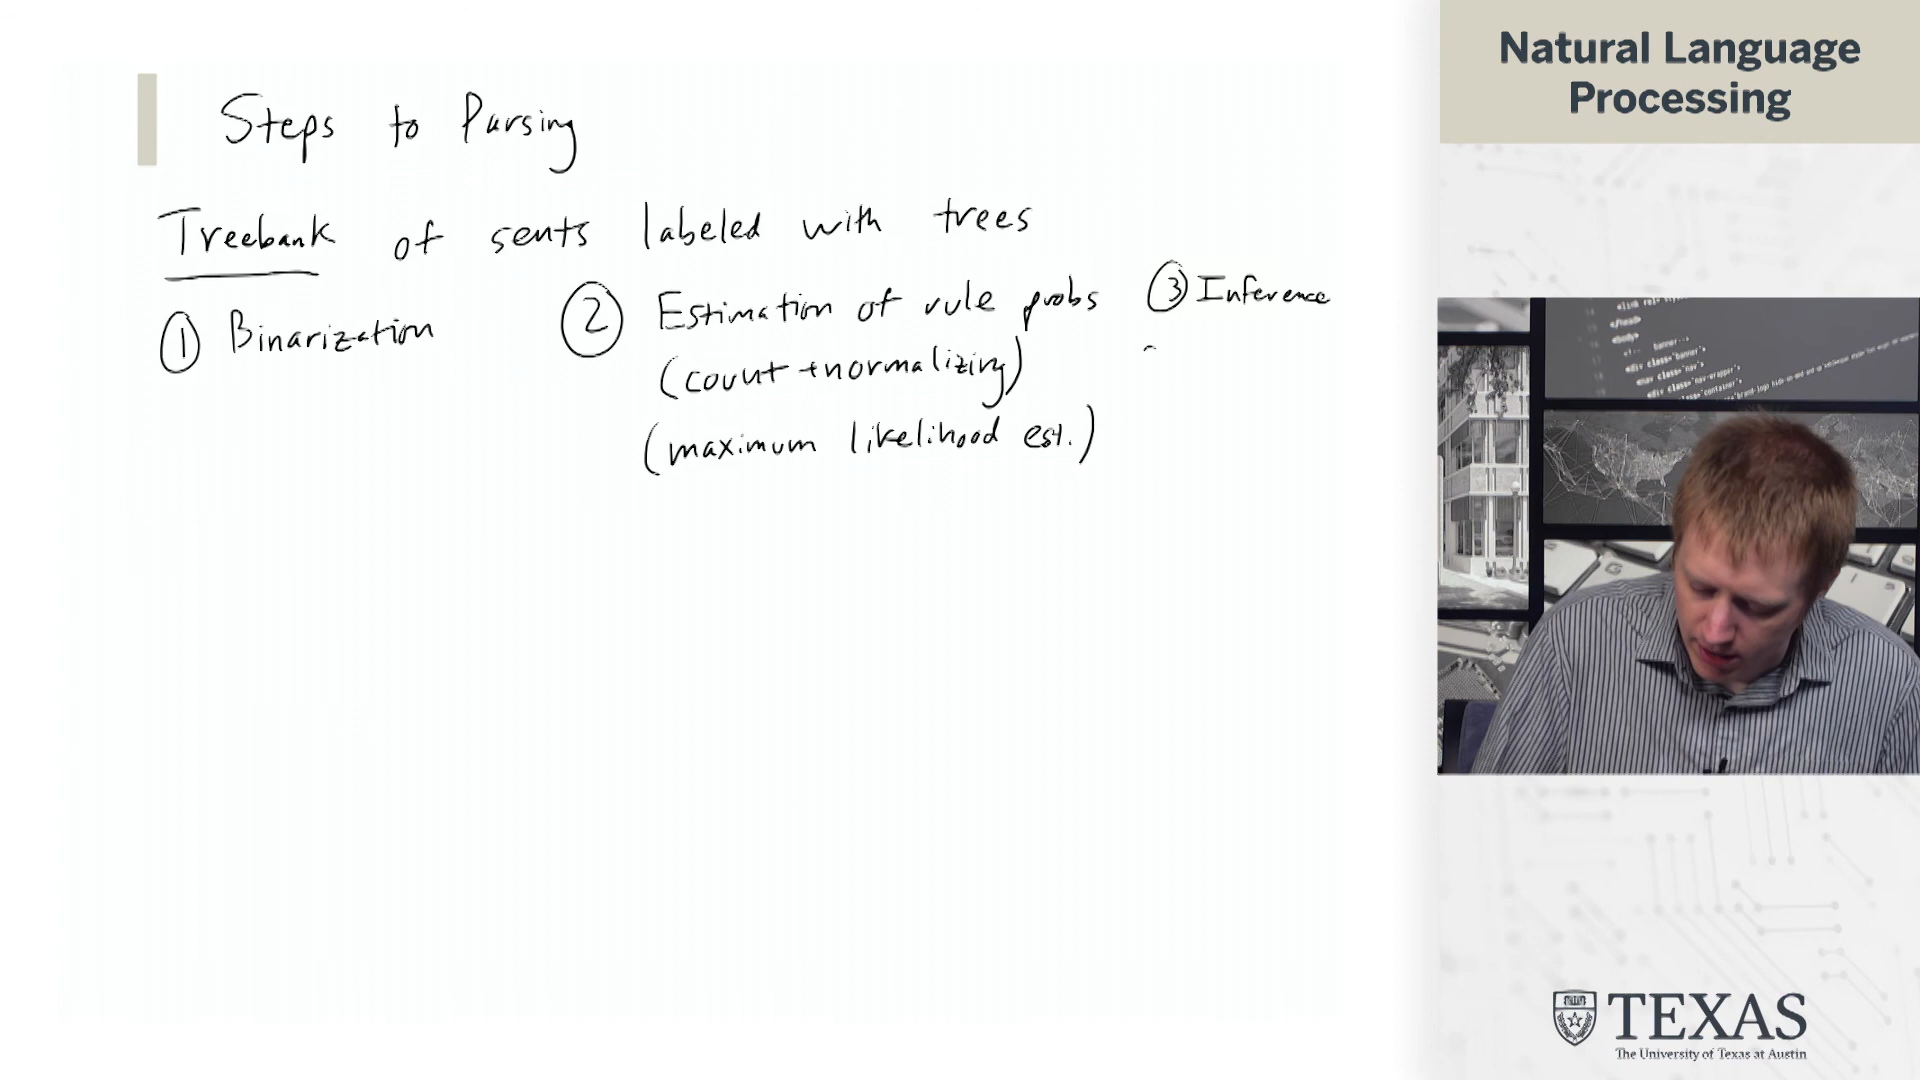 Natural Language
Processing
Steps to Parsing
Treebank of sents labeled with trees
① Binarization
② Estimation of rule probs
(count + normalizing)
(maximum likelihood est.)
③ Inference
TEXAS
The University of Texas at Austin